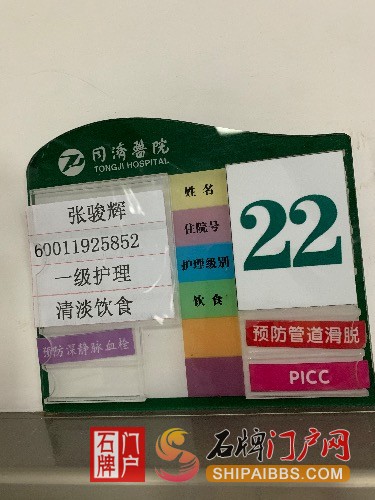 同濟醫院
TONGJI HOSPITAL
张骏辉
姓名
60011925852
住院号
一级护理
护理级别
清淡饮食
饮食
22
预防深静脉血栓
预防管道滑脱
PICC
石牌
门户
石牌门户网
SHIPAIBBS.COM